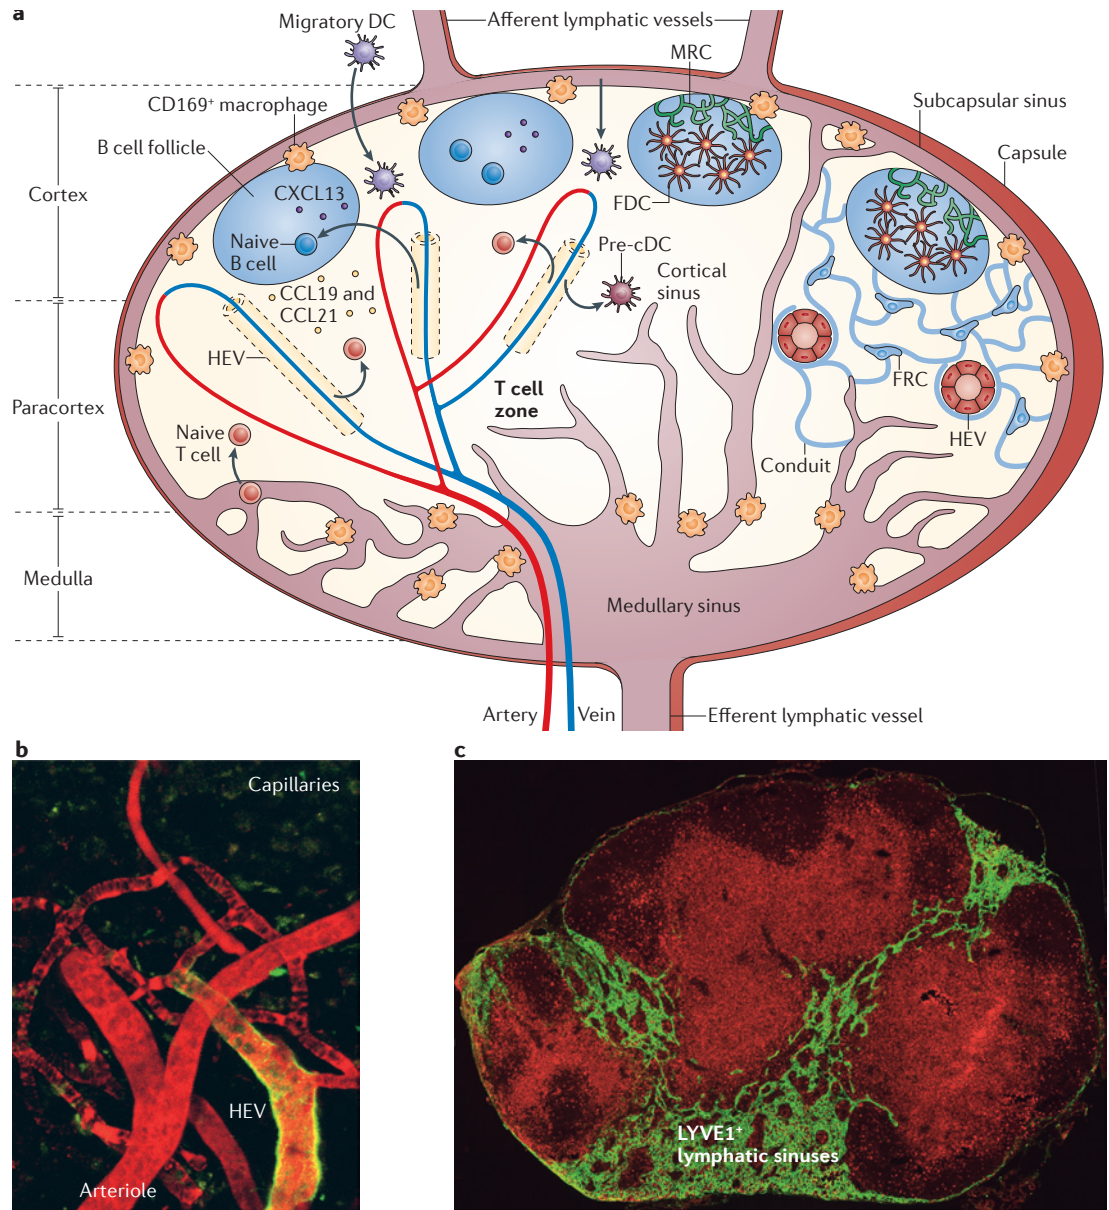 a
Migratory DC
Afferent lymphatic vessels
MRC
CD169⁺ macrophage
Subcapsular sinus
B cell follicle
Capsule
Cortex
CXCL13
FDC
Naive
B cell
Pre-cDC
Cortical
sinus
CCL19 and
CCL21
HEV
FRC
T cell
zone
Paracortex
Naive
T cell
HEV
Conduit
Medulla
Medullary sinus
Artery
Vein
Efferent lymphatic vessel
b
Capillaries
HEV
Arteriole
c
LYVE1⁺
lymphatic sinuses